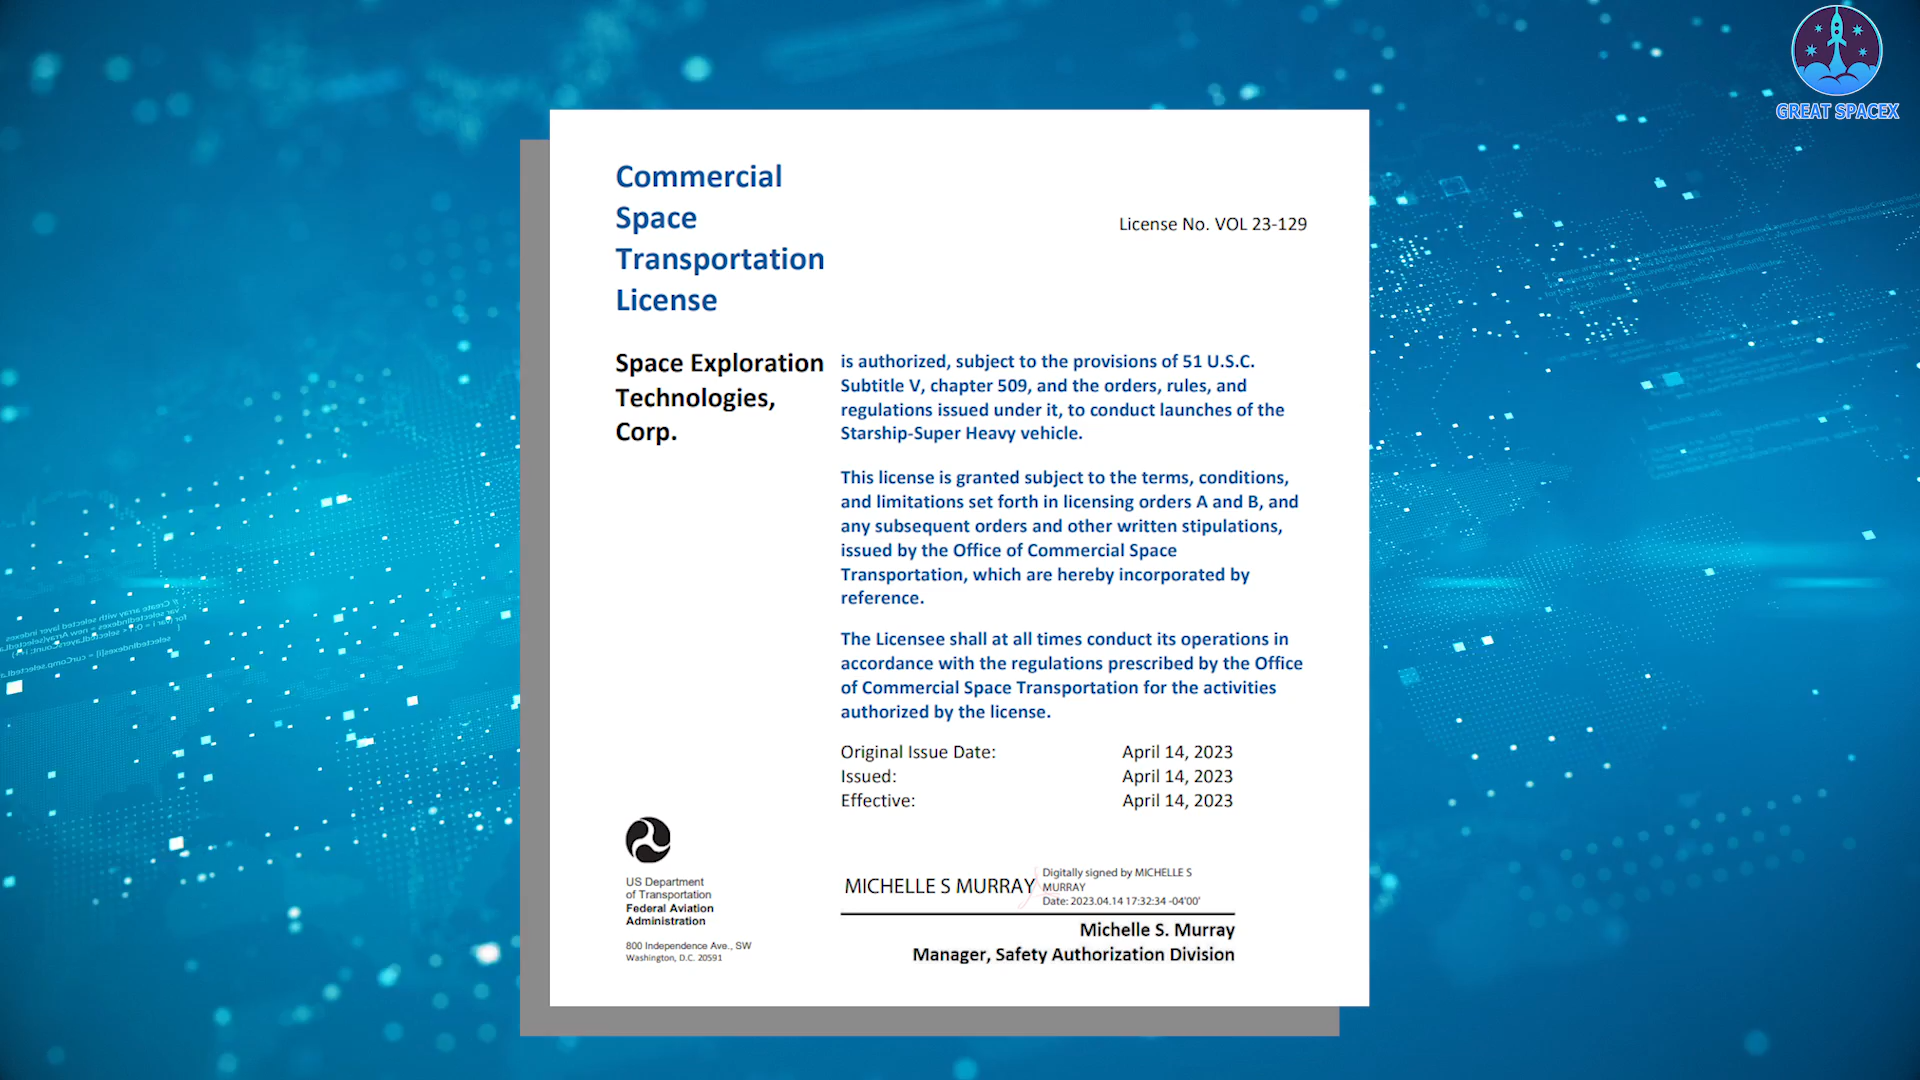 GREAT SPACEX
Commercial
Space
Transportation
License
License No. VOL 23-129
Space Exploration
Technologies,
Corp.
is authorized, subject to the provisions of 51 U.S.C.
Subtitle V, chapter 509, and the orders, rules, and
regulations issued under it, to conduct launches of the
Starship-Super Heavy vehicle.
This license is granted subject to the terms, conditions,
and limitations set forth in licensing orders A and B, and
any subsequent orders and other written stipulations,
issued by the Office of Commercial Space
Transportation, which are hereby incorporated by
reference.
The Licensee shall at all times conduct its operations in
accordance with the regulations prescribed by the Office
of Commercial Space Transportation for the activities
authorized by the license.
Original Issue Date: April 14, 2023
Issued: April 14, 2023
Effective: April 14, 2023
US Department
of Transportation
Federal Aviation
Administration
800 Independence Ave., SW
Washington, D.C. 20591
MICHELLE S MURRAY
Digitally signed by MICHELLE S
MURRAY
Date: 2023.04.14 17:32:34 -04'00'
Michelle S. Murray
Manager, Safety Authorization Division